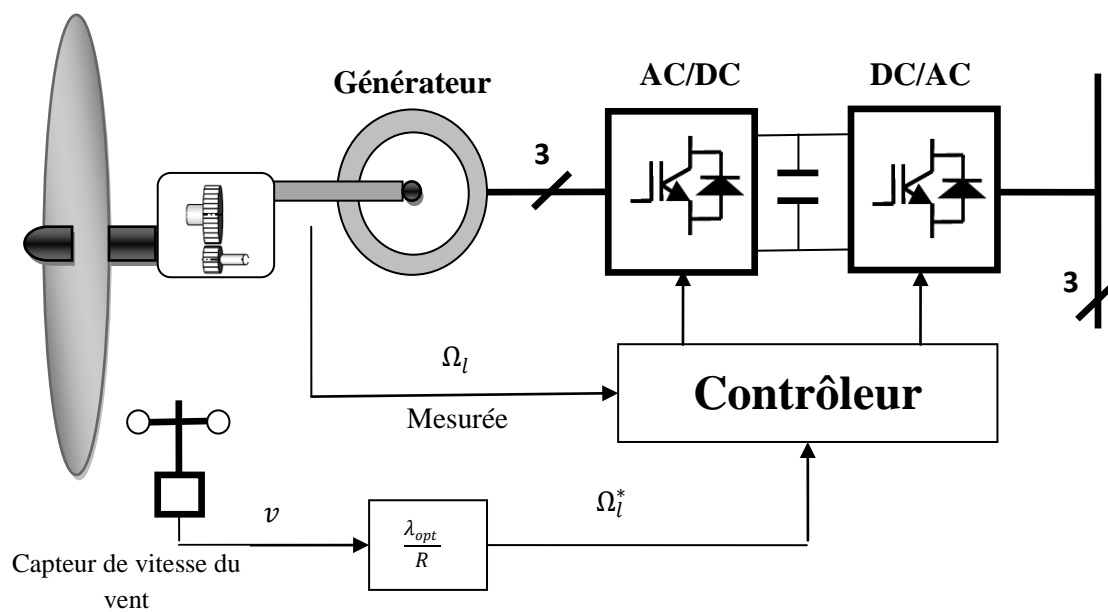 Générateur
AC/DC
DC/AC
3
3
Ω_l
Mesurée
Contrôleur
v
λ_opt
R
Ω_l^*
Capteur de vitesse du
vent